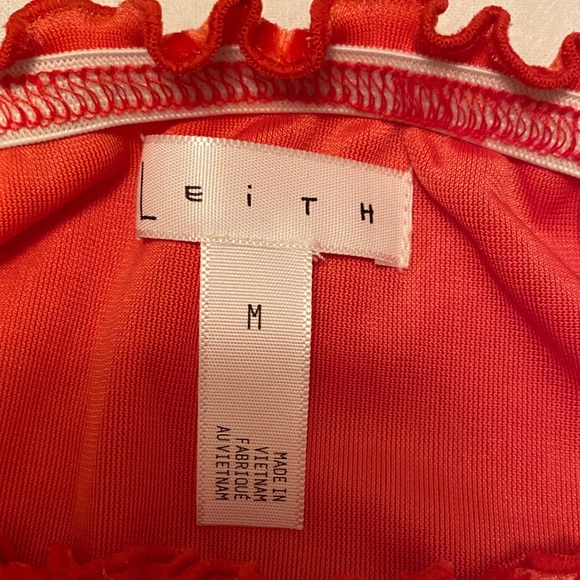 LEiTH
M
MADE IN
VIETNAM
FABRIQUÉ
AU VIETNAM